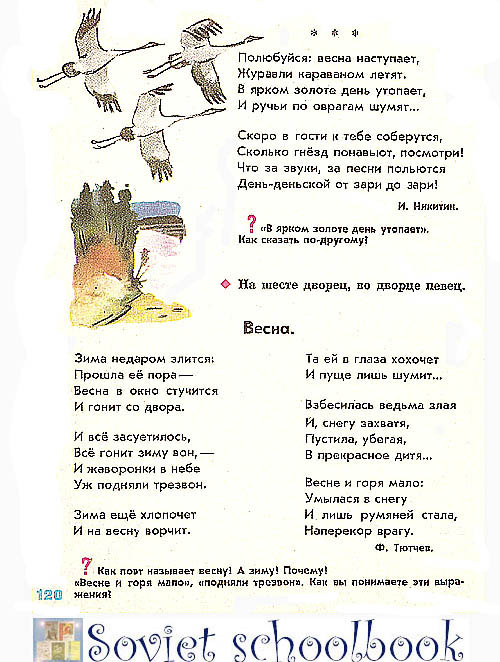 * * *
Полюбуйся: весна наступает,
Журавли караваном летят.
В ярком золоте день утопает,
И ручьи по оврагам шумят...
Скоро в гости к тебе соберутся,
Сколько гнёзд понавьют, посмотри!
Что за звуки, за песни польются
День-деньской от зари до зари!
И. Никитин.
? «В ярком золоте день утопает».
Как сказать по-другому?
На шесте дворец, во дворце певец.
Весна.
Зима недаром злится:
Прошла её пора—
Весна в окно стучится
И гонит со двора.
И всё засуетилось,
Всё гонит зиму вон,—
И жаворонки в небе
Уж подняли трезвон.
Зима ещё хлопочет
И на весну ворчит.
Та ей в глаза хохочет
И пуще лишь шумит...
Взбесилась ведьма злая
И, снегу захватя,
Пустила, убегая,
В прекрасное дитя...
Весне и горя мало:
Умылася в снегу
И лишь румяней стала,
Наперекор врагу.
Ф. Тютчев.
? Как поэт называет весну? А зиму? Почему?
«Весне и горя мало», «подняли трезвон». Как вы понимаете эти выра-
жения?
120
Soviet schoolbook